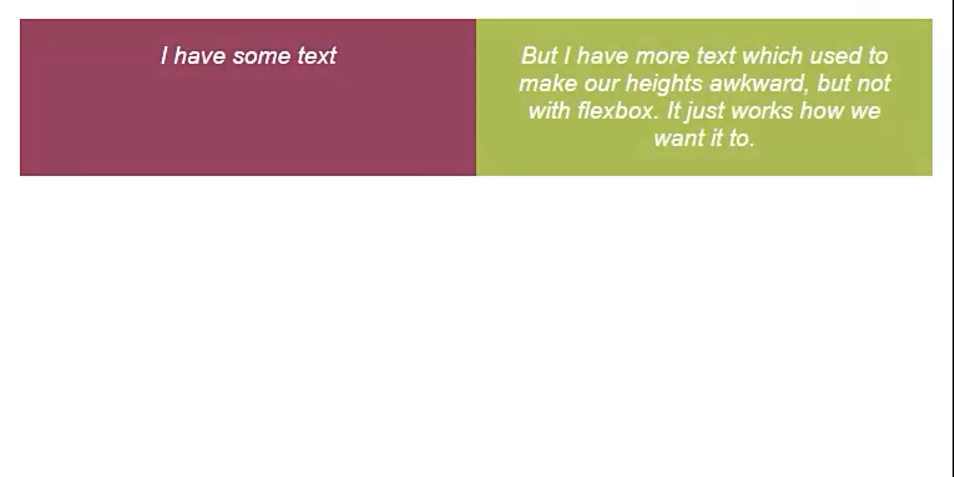 I have some text
But I have more text which used to
make our heights awkward, but not
with flexbox. It just works how we
want it to.